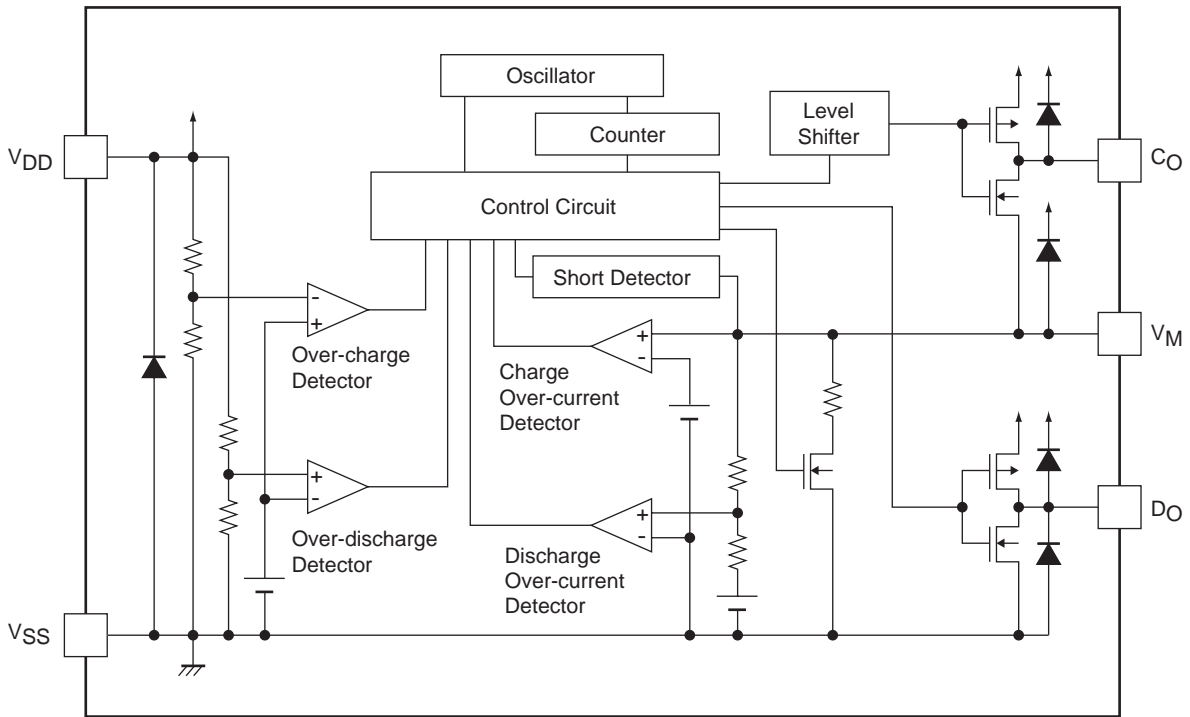 Oscillator
Counter
Level
Shifter
VDD
CO
Control Circuit
Short Detector
-
+
Over-charge
Detector
+
-
Charge
Over-current
Detector
VM
+
-
Over-discharge
Detector
+
-
Discharge
Over-current
Detector
DO
VSS